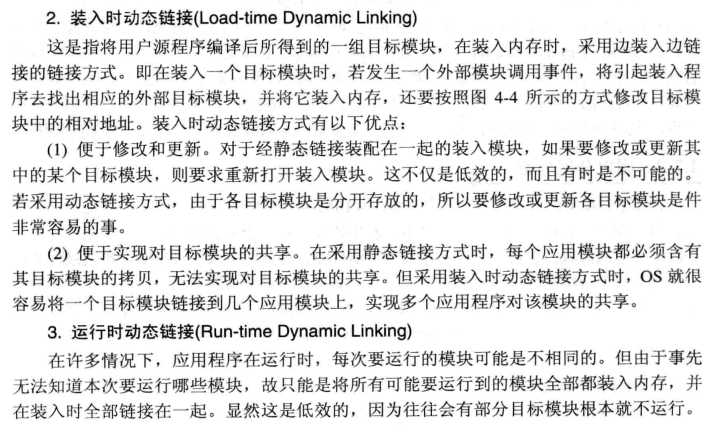 2. 装入时动态链接(Load-time Dynamic Linking)
这是指将用户源程序编译后所得到的一组目标模块，在装入内存时，采用边装入边链
接的链接方式。即在装入一个目标模块时，若发生一个外部模块调用事件，将引起装入程
序去找出相应的外部目标模块，并将它装入内存，还要按照图 4-4 所示的方式修改目标模
块中的相对地址。装入时动态链接方式有以下优点：
(1) 便于修改和更新。对于经静态链接装配在一起的装入模块，如果要修改或更新其
中的某个目标模块，则要求重新打开装入模块。这不仅是低效的，而且有时是不可能的。
若采用动态链接方式，由于各目标模块是分开存放的，所以要修改或更新各目标模块是件
非常容易的事。
(2) 便于实现对目标模块的共享。在采用静态链接方式时，每个应用模块都必须含有
其目标模块的拷贝，无法实现对目标模块的共享。但采用装入时动态链接方式时，OS 就很
容易将一个目标模块链接到几个应用模块上，实现多个应用程序对该模块的共享。
3. 运行时动态链接(Run-time Dynamic Linking)
在许多情况下，应用程序在运行时，每次要运行的模块可能是不相同的。但由于事先
无法知道本次要运行哪些模块，故只能是将所有可能要运行到的模块全部都装入内存，并
在装入时全部链接在一起。显然这是低效的，因为往往会有部分目标模块根本就不运行。